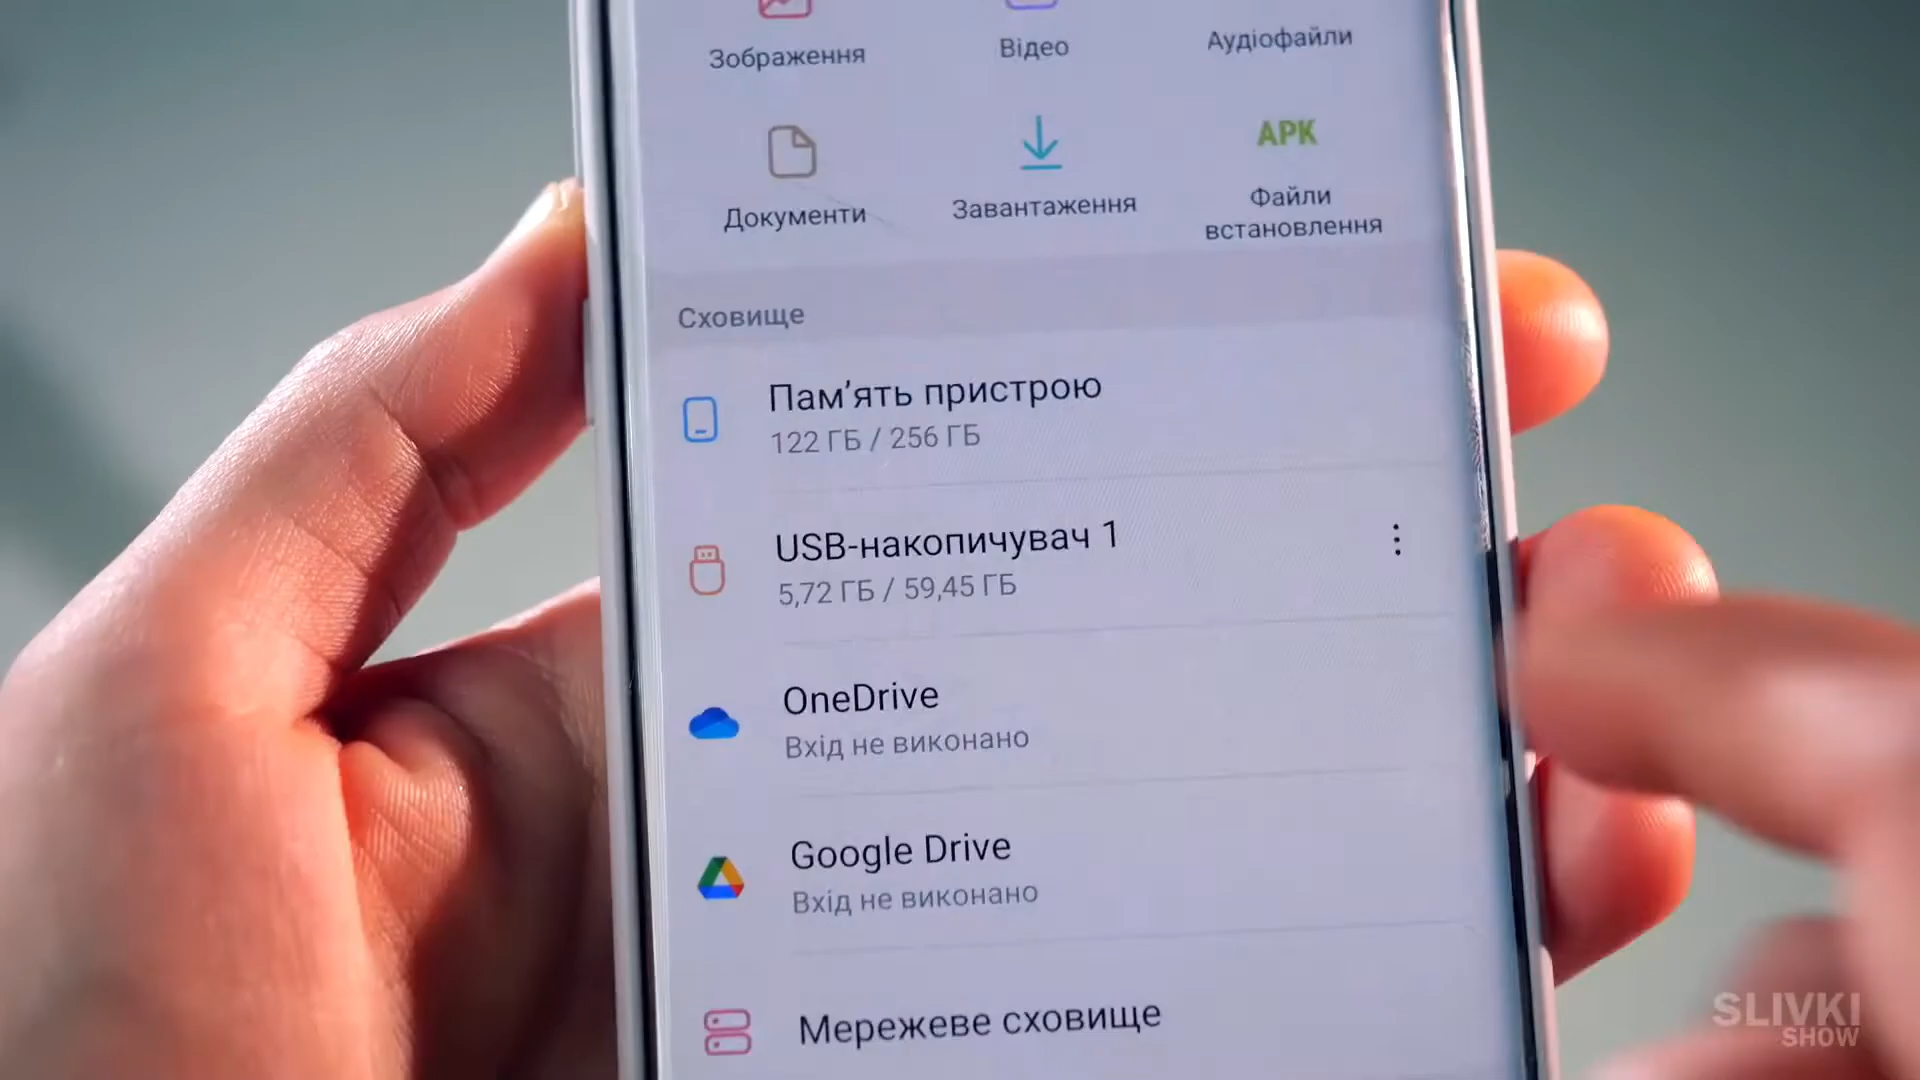 Зображення
Відео
Аудіофайли
Документи
Завантаження
APK
Файли
встановлення
Сховище
Пам’ять пристрою
122 ГБ / 256 ГБ
USB-накопичувач 1
5,72 ГБ / 59,45 ГБ
OneDrive
Вхід не виконано
Google Drive
Вхід не виконано
Мережеве сховище
SLIVKI
SHOW